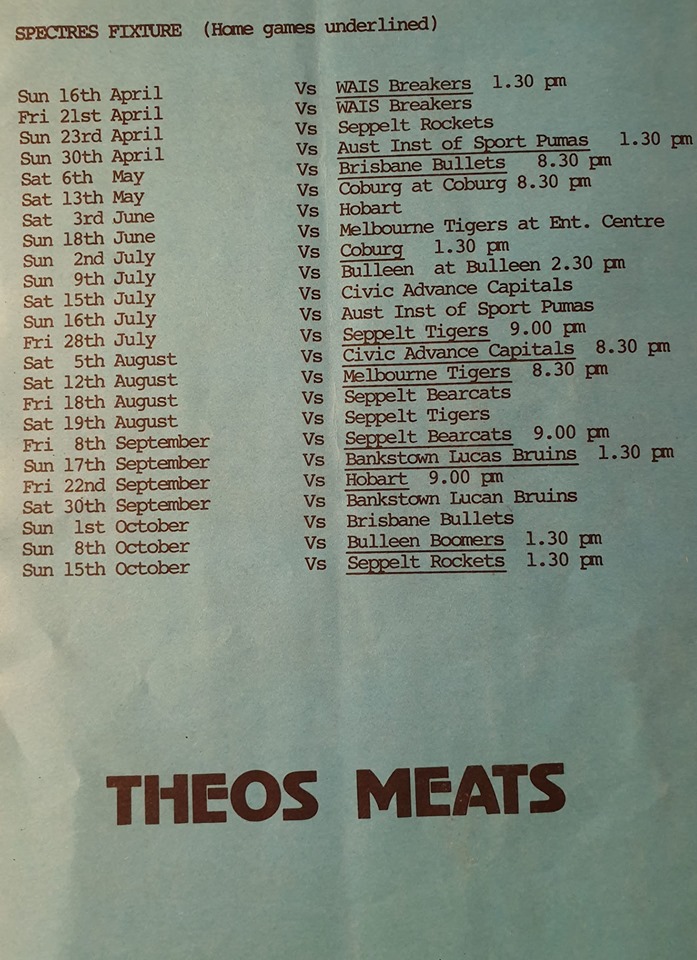 SPECTRES FIXTURE (Home games underlined)
Sun 16th April Vs WAIS Breakers 1.30 pm
Fri 21st April Vs WAIS Breakers
Sun 23rd April Vs Seppelt Rockets
Sun 30th April Vs Aust Inst of Sport Pumas 1.30 pm
Sat 6th May Vs Brisbane Bullets 8.30 pm
Sat 13th May Vs Coburg at Coburg 8.30 pm
Sat 3rd June Vs Hobart
Sun 18th June Vs Melbourne Tigers at Ent. Centre
Sun 2nd July Vs Coburg 1.30 pm
Sun 9th July Vs Bulleen at Bulleen 2.30 pm
Sat 15th July Vs Civic Advance Capitals
Sun 16th July Vs Aust Inst of Sport Pumas
Fri 28th July Vs Seppelt Tigers 9.00 pm
Sat 5th August Vs Civic Advance Capitals 8.30 pm
Sat 12th August Vs Melbourne Tigers 8.30 pm
Fri 18th August Vs Seppelt Bearcats
Sat 19th August Vs Seppelt Tigers
Fri 8th September Vs Seppelt Bearcats 9.00 pm
Sun 17th September Vs Bankstown Lucas Bruins 1.30 pm
Fri 22nd September Vs Hobart 9.00 pm
Sat 30th September Vs Bankstown Lucan Bruins
Sun 1st October Vs Brisbane Bullets
Sun 8th October Vs Bulleen Boomers 1.30 pm
Sun 15th October Vs Seppelt Rockets 1.30 pm
THEOS MEATS